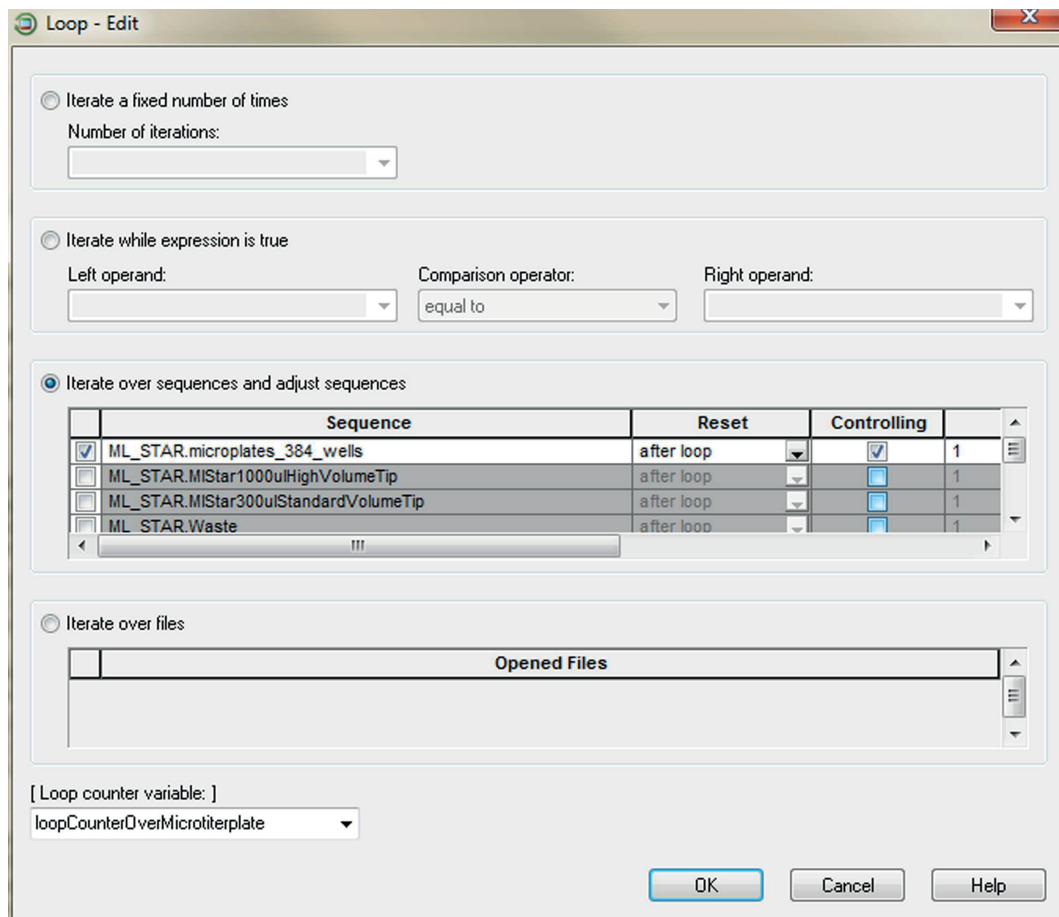 Loop - Edit
Iterate a fixed number of times
Number of iterations:
Iterate while expression is true
Left operand: Comparison operator: Right operand:
equal to
Iterate over sequences and adjust sequences
Sequence Reset Controlling
ML_STAR.microplates_384_wells after loop 1
ML_STAR.MlStar1000ulHighVolumeTip after loop 1
ML_STAR.MlStar300ulStandardVolumeTip after loop 1
ML_STAR.Waste after loop 1
Iterate over files
Opened Files
[ Loop counter variable: ]
loopCounterOverMicrotiterplate
OK Cancel Help